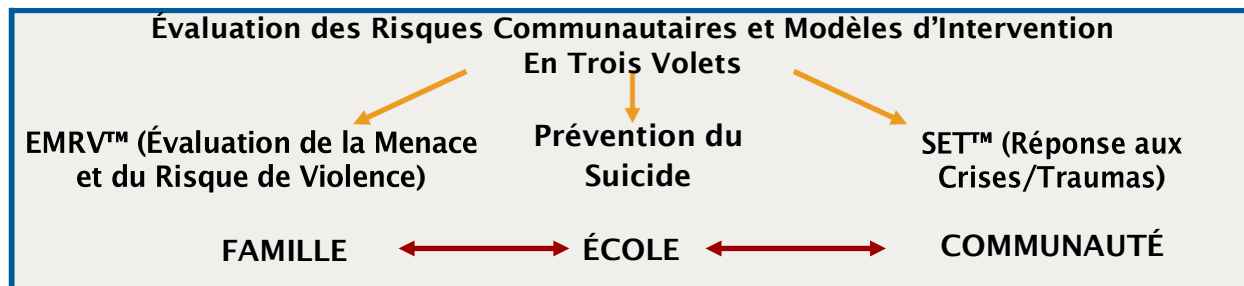 Évaluation des Risques Communautaires et Modèles d’Intervention
En Trois Volets
EMRV™ (Évaluation de la Menace
et du Risque de Violence)
Prévention du
Suicide
SET™ (Réponse aux
Crises/Traumas)
FAMILLE
ÉCOLE
COMMUNAUTÉ